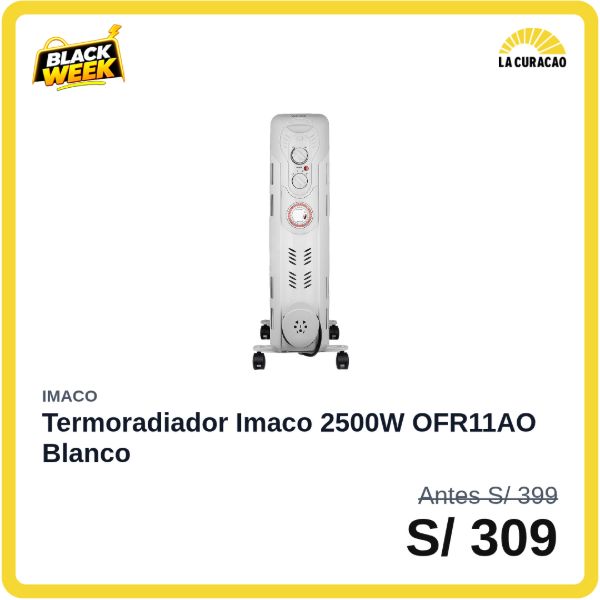 BLACK
WEEK
LA CURACAO
IMACO
Termoradiador Imaco 2500W OFR11AO
Blanco
Antes S/ 399
S/ 309